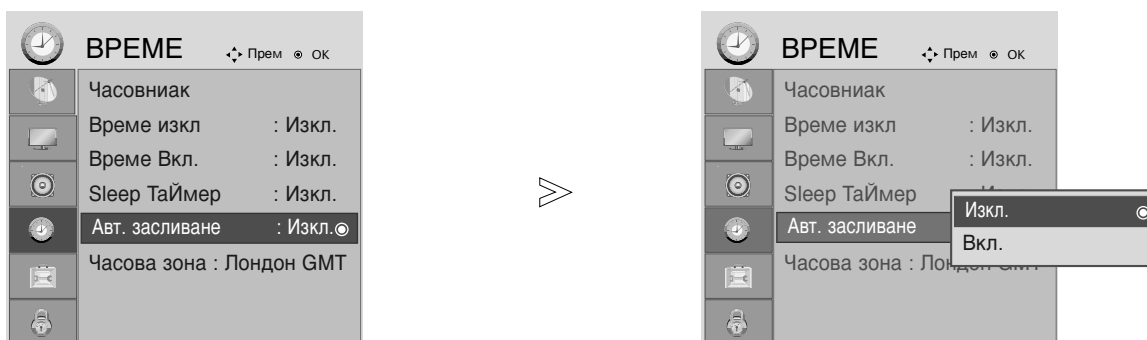 ВРЕМЕ Прем OK
Часовниак
Време изкл : Изкл.
Време Вкл. : Изкл.
Sleep ТаЙмер : Изкл.
Авт. засливане : Изкл.
Часова зона : Лондон GMT
ВРЕМЕ Прем OK
Часовниак
Време изкл : Изкл.
Време Вкл. : Изкл.
Sleep ТаЙмер
Авт. засливане
Часова зона : Лондон GMT
Изкл.
Вкл.